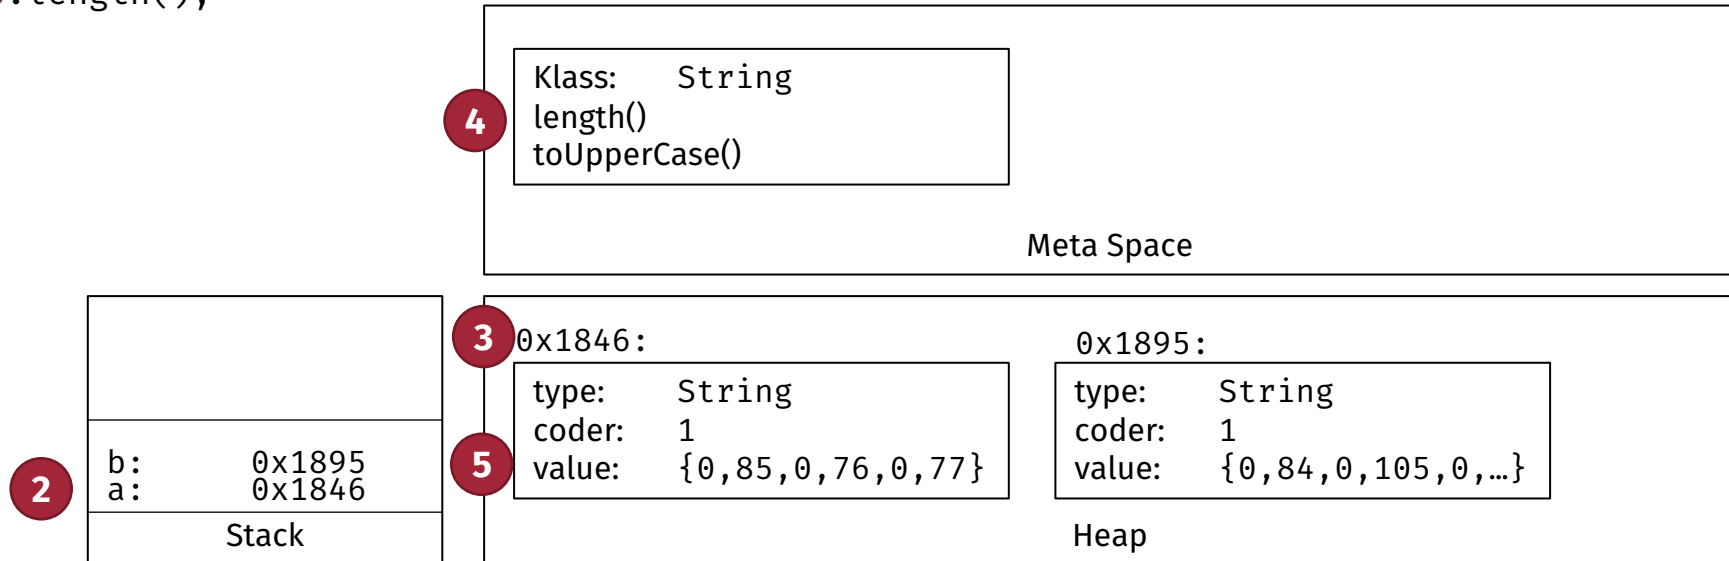 .length();
Klass: String
4
length()
toUpperCase()
Meta Space
3
0x1846:
0x1895:
type: String
coder: 1
value: {0,85,0,76,0,77}
type: String
coder: 1
value: {0,84,0,105,0,…}
5
b: 0x1895
a: 0x1846
2
Stack
Heap